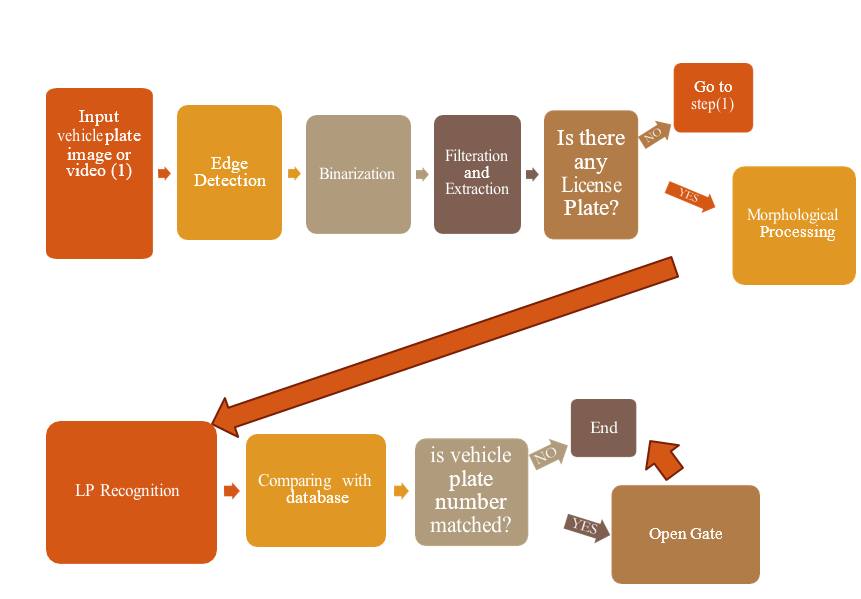 Input
vehicle plate
image or
video (1)
Edge
Detection
Binarization
Filteration
and
Extraction
Is there
any
License
Plate?
NO
Go to
step(1)
YES
Morphological
Processing
LP Recognition
Comparing with
database
is vehicle
plate
number
matched?
NO
End
YES
Open Gate